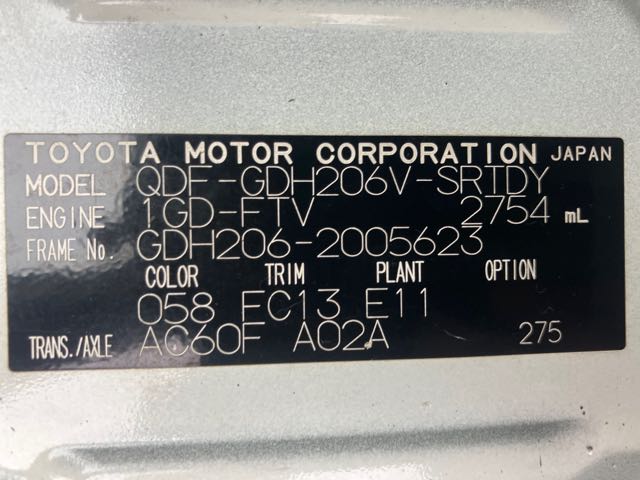 TOYOTA MOTOR CORPORATION JAPAN
MODEL QDF-GDH206V-SRTDY
ENGINE 1GD-FTV 2754 mL
FRAME No. GDH206-2005623
COLOR TRIM PLANT OPTION
058 FC13 E11
TRANS./AXLE AC60F A02A 275